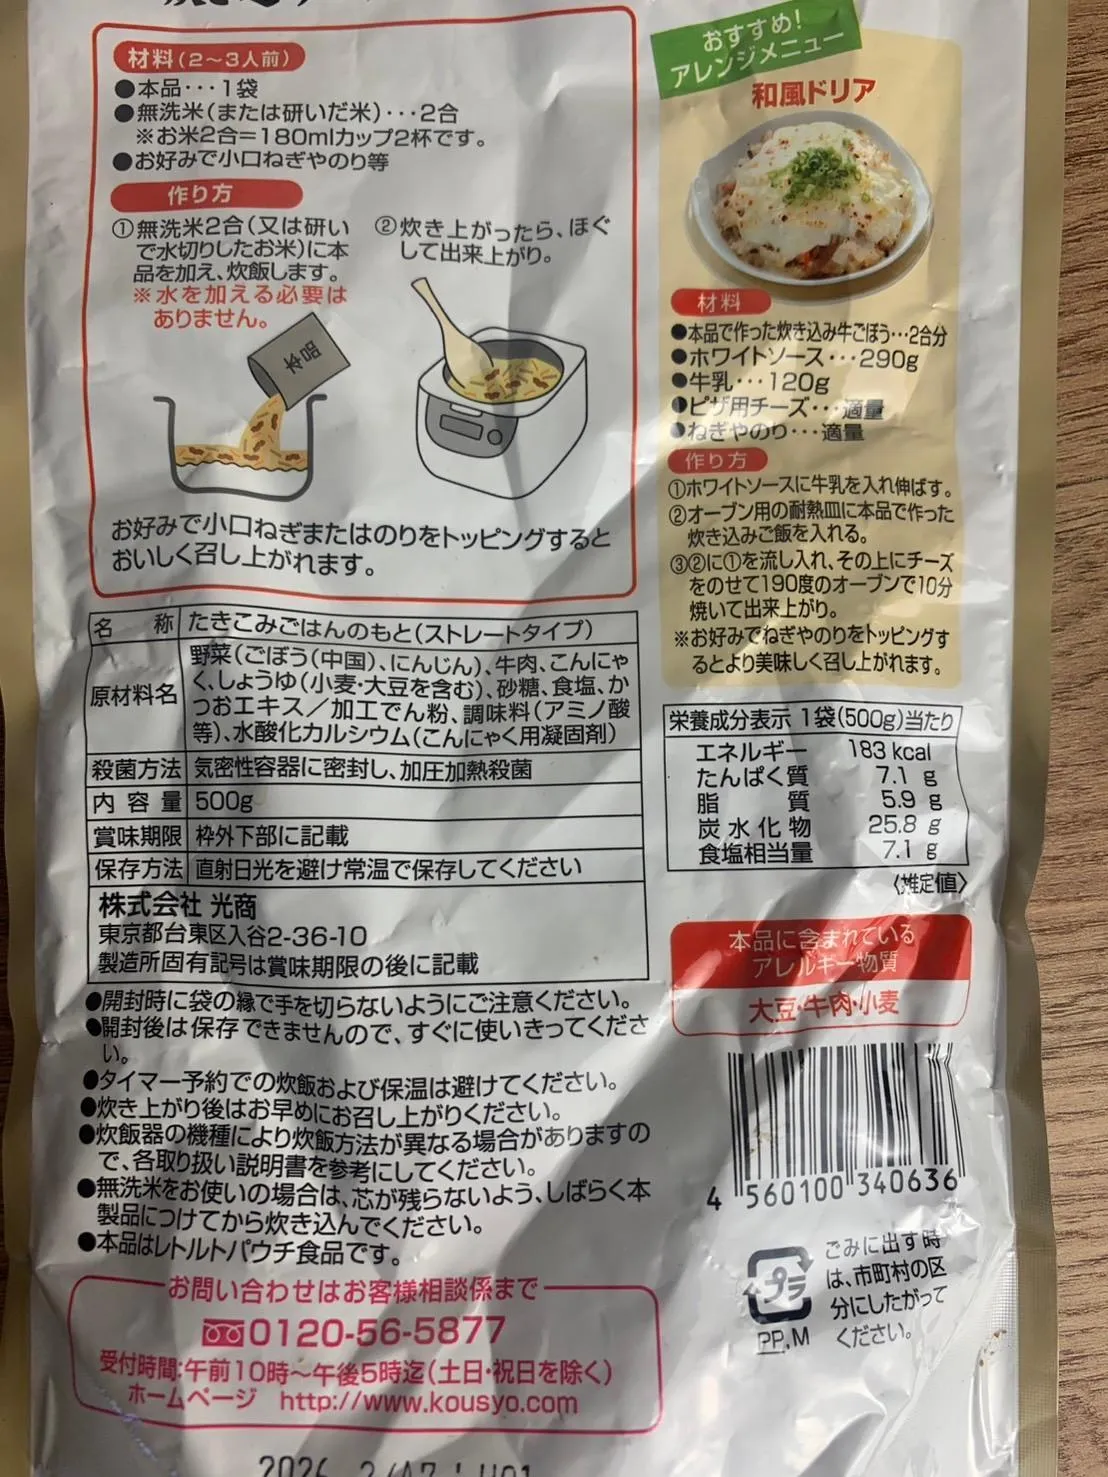 材料(2～3人前)
●本品･･･1袋
●無洗米(または研いだ米)･･･2合
※お米2合=180mlカップ2杯です。
●お好みで小口ねぎやのり等
作り方
①無洗米2合(又は研い
で水切りしたお米)に本
品を加え、炊飯します。
※水を加える必要は
ありません。
②炊き上がったら、ほぐ
して出来上がり。
本品
お好みで小口ねぎまたはのりをトッピングすると
おいしく召し上がれます。
おすすめ!
アレンジメニュー
和風ドリア
材料
●本品で作った炊き込み牛ごぼう･･･2合分
●ホワイトソース･･･290g
●牛乳･･･120g
●ピザ用チーズ･･･適量
●ねぎやのり･･･適量
作り方
①ホワイトソースに牛乳を入れ伸ばす。
②オーブン用の耐熱皿に本品で作った
炊き込みご飯を入れる。
③②に①を流し入れ、その上にチーズ
をのせて190度のオーブンで10分
焼いて出来上がり。
※お好みでねぎやのりをトッピングす
るとより美味しく召し上がれます。
名 称 たきこみごはんのもと(ストレートタイプ)
原材料名 野菜(ごぼう(中国)、にんじん)、牛肉、こんにゃ
く、しょうゆ(小麦・大豆を含む)、砂糖、食塩、か
つおエキス/加工でん粉、調味料(アミノ酸
等)、水酸化カルシウム(こんにゃく用凝固剤)
殺菌方法 気密性容器に密封し、加圧加熱殺菌
内容量 500g
賞味期限 枠外下部に記載
保存方法 直射日光を避け常温で保存してください
株式会社 光商
東京都台東区入谷2-36-10
製造所固有記号は賞味期限の後に記載
栄養成分表示 1袋(500g)当たり
エネルギー 183 kcal
たんぱく質 7.1 g
脂質 5.9 g
炭水化物 25.8 g
食塩相当量 7.1 g
〈推定値〉
本品に含まれている
アレルギー物質
大豆・牛肉・小麦
●開封時に袋の縁で手を切らないようにご注意ください。
●開封後は保存できませんので、すぐに使いきってくださ
い。
●タイマー予約での炊飯および保温は避けてください。
●炊き上がり後はお早めにお召し上がりください。
●炊飯器の機種により炊飯方法が異なる場合がありますの
で、各取り扱い説明書を参考にしてください。
●無洗米をお使いの場合は、芯が残らないよう、しばらく本
製品につけてから炊き込んでください。
●本品はレトルトパウチ食品です。
4 560100 340636
プラ
PP,M
ごみに出す時
は、市町村の区
分にしたがって
ください。
お問い合わせはお客様相談係まで
0120-56-5877
受付時間:午前10時～午後5時迄(土日・祝日を除く)
ホームページ http://www.kousyo.com